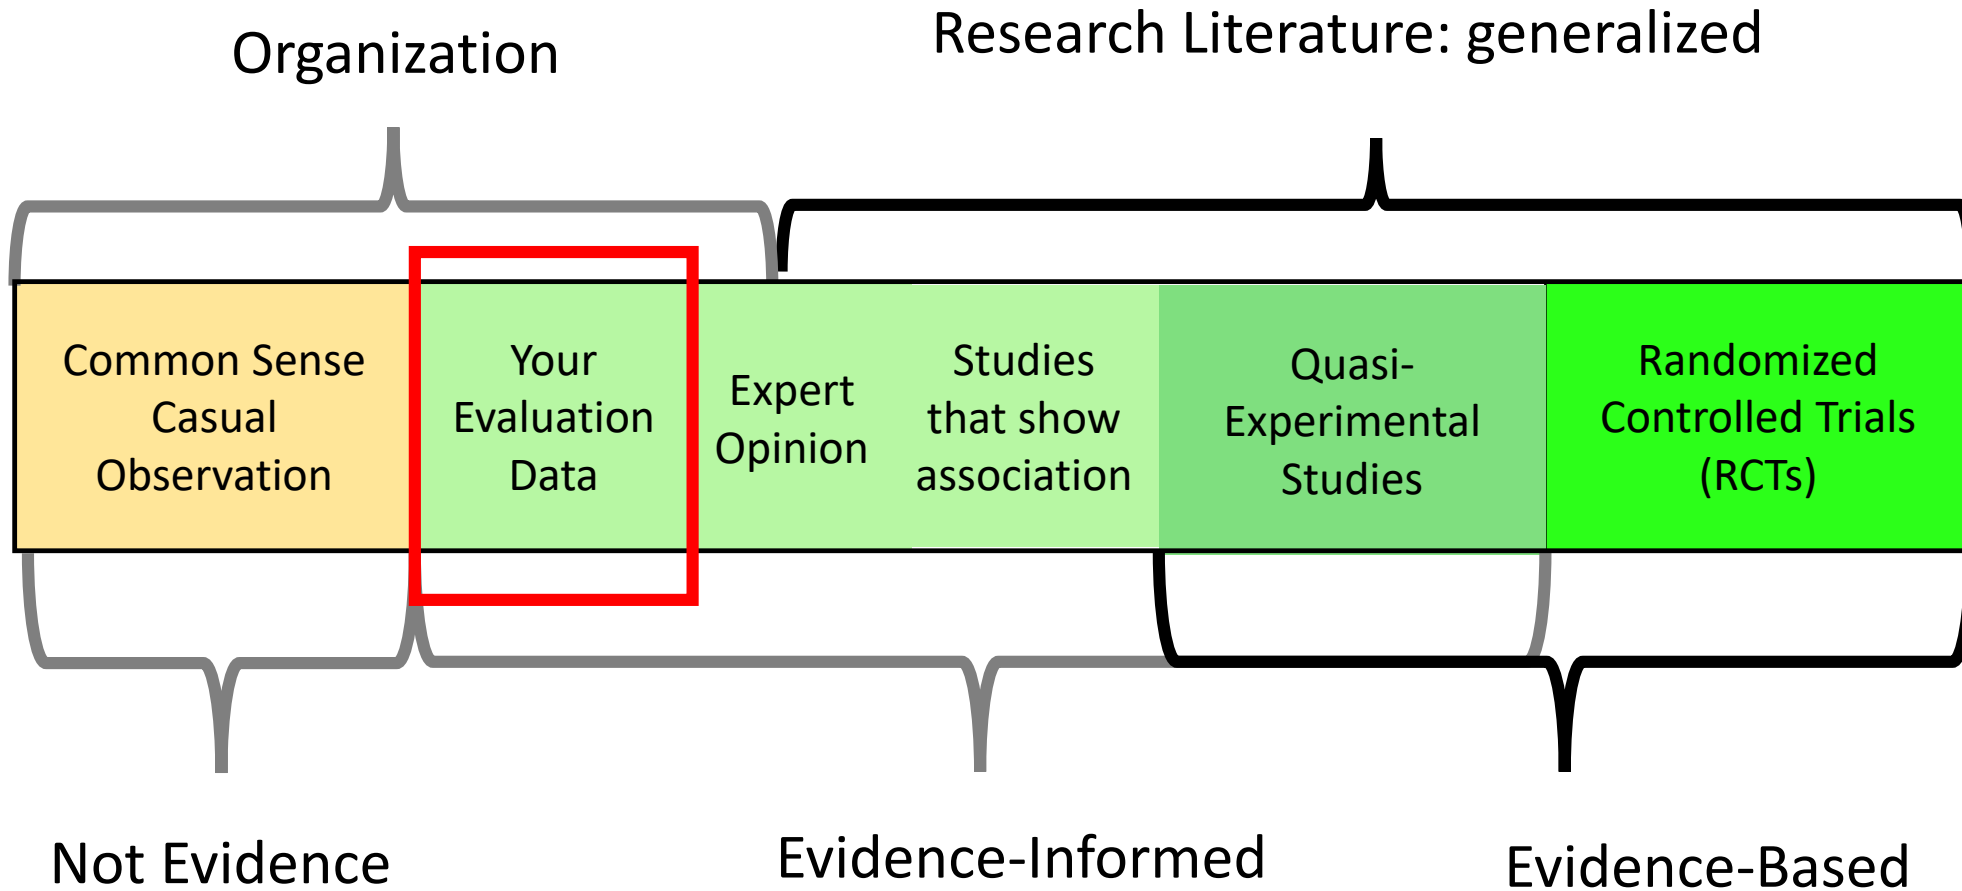 Organization
Research Literature: generalized
Common Sense
Casual
Observation
Your
Evaluation
Data
Expert
Opinion
Studies
that show
association
Quasi-
Experimental
Studies
Randomized
Controlled Trials
(RCTs)
Not Evidence
Evidence-Informed
Evidence-Based